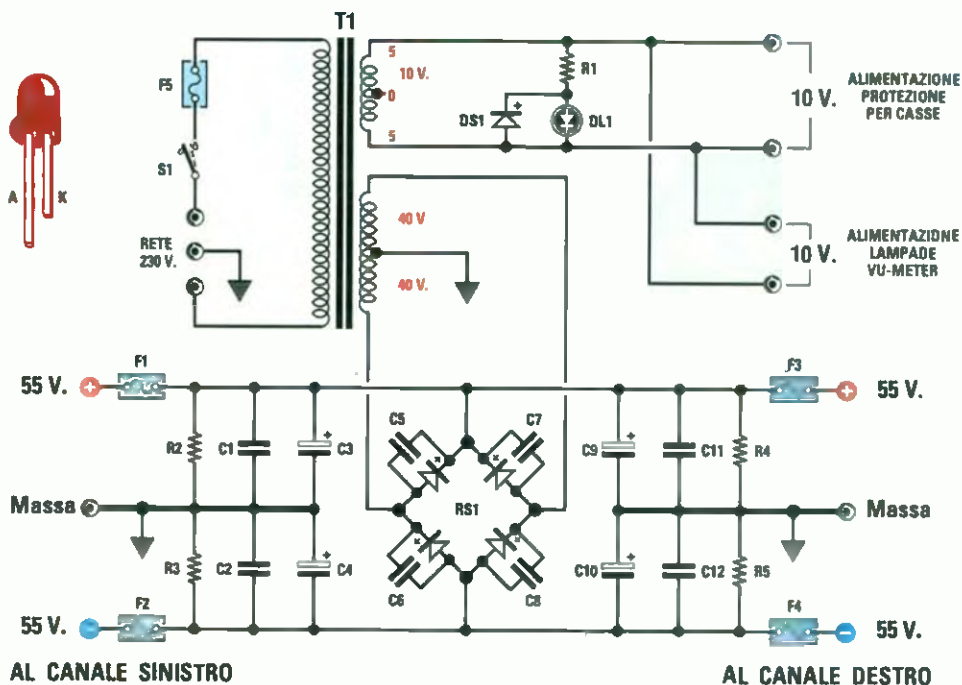 T1
F5
5
10 V.
0
5
R1
DS1
DL1
10 V.
ALIMENTAZIONE
PROTEZIONE
PER CASSE
S1
A
K
40 V
40 V.
RETE
230 V.
10 V.
ALIMENTAZIONE
LAMPADE
VU-METER
F1
F3
55 V.
+
+
55 V.
C5
C7
R2
C1
+
C3
C9
+
C11
R4
Massa
RS1
Massa
R3
C2
+
C4
C10
+
C12
R5
C6
C8
F2
F4
55 V.
-
-
55 V.
AL CANALE SINISTRO
AL CANALE DESTRO